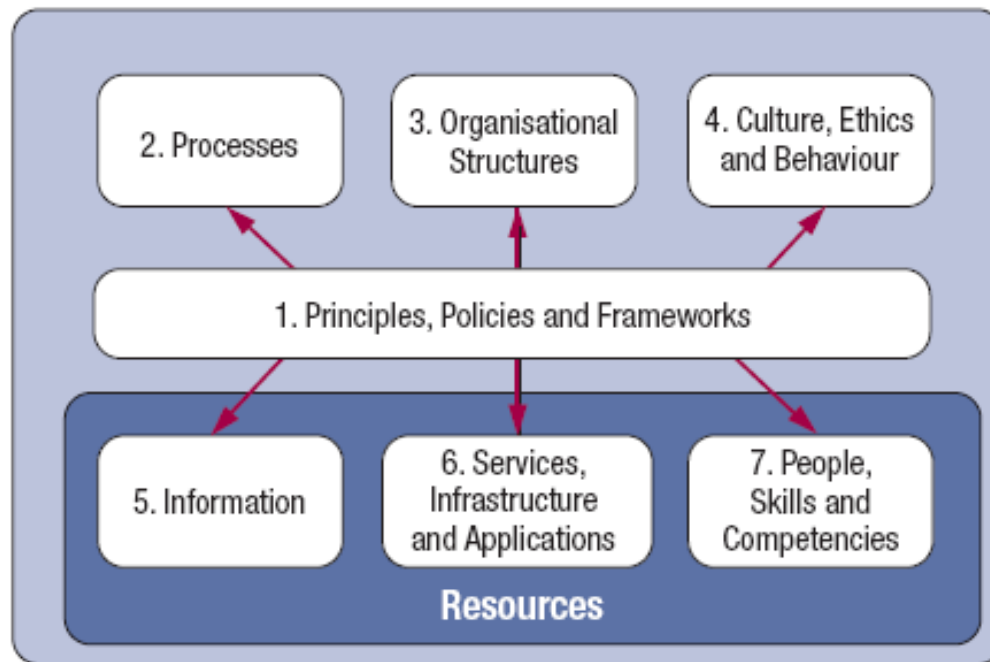 2. Processes
3. Organisational
Structures
4. Culture, Ethics
and Behaviour
1. Principles, Policies and Frameworks
5. Information
6. Services,
Infrastructure
and Applications
7. People,
Skills and
Competencies
Resources